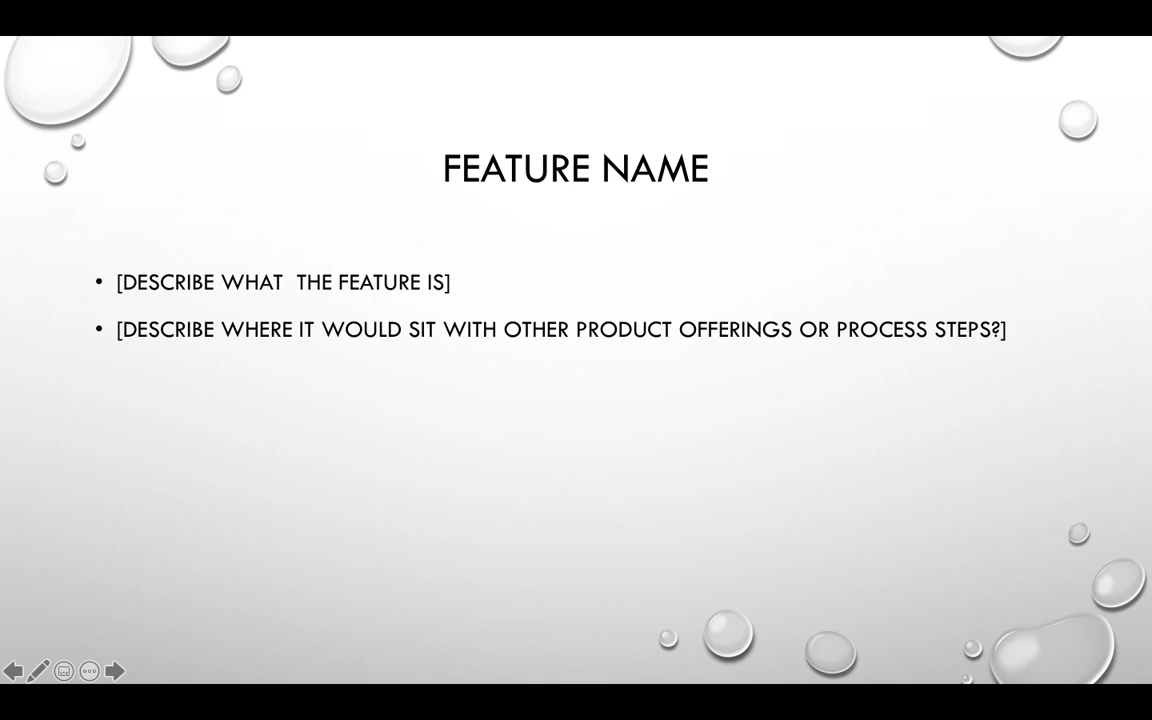 FEATURE NAME
• [DESCRIBE WHAT  THE FEATURE IS]
• [DESCRIBE WHERE IT WOULD SIT WITH OTHER PRODUCT OFFERINGS OR PROCESS STEPS?]